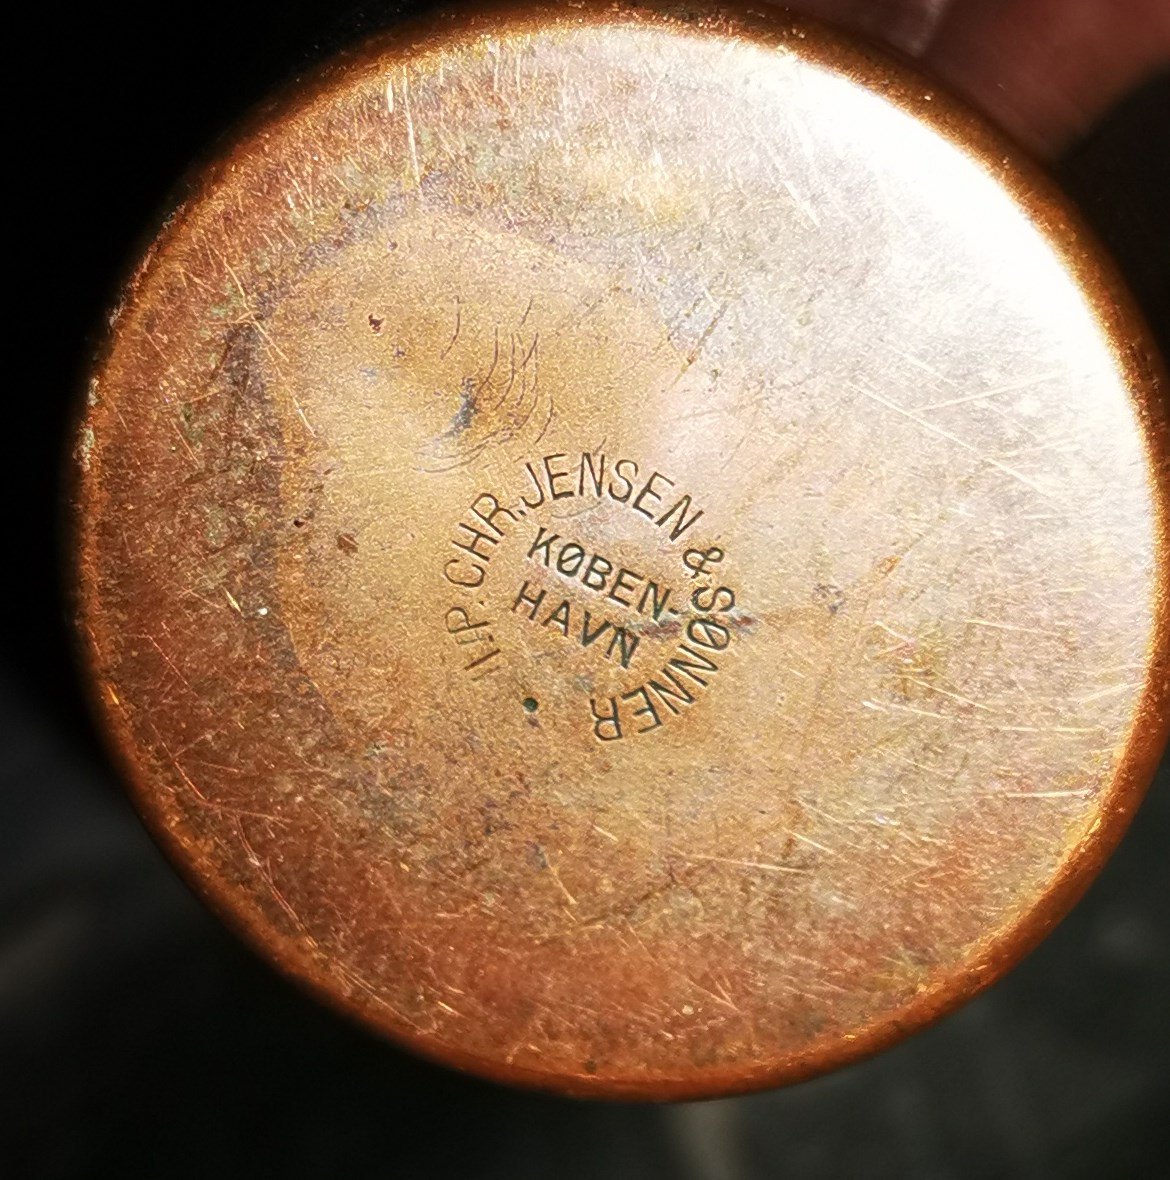 H.P. CHR. JENSEN & SØNNER •
KØBEN-
HAVN